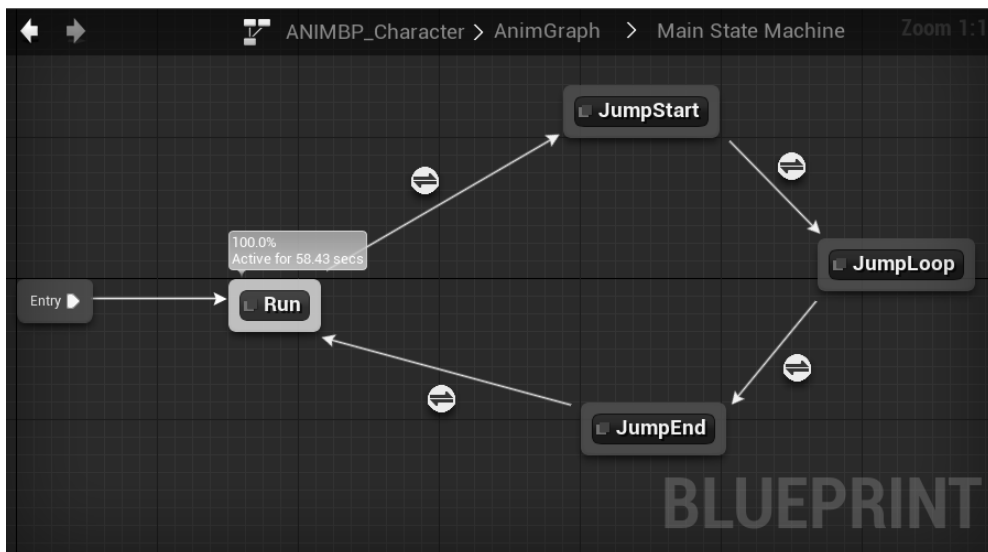 ANIMBP_Character > AnimGraph > Main State Machine
Zoom 1:1
JumpStart
100.0%
Active for 58.43 secs
JumpLoop
Entry
Run
JumpEnd
BLUEPRINT